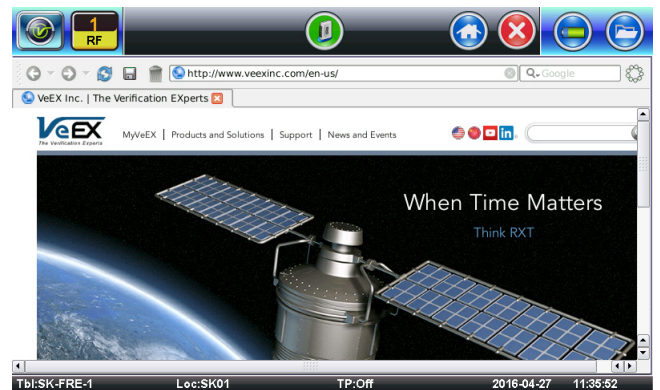 1
RF
http://www.veexinc.com/en-us/
Google
VeEX Inc. | The Verification EXperts
VeEX
The Verification Experts
MyVeEX | Products and Solutions | Support | News and Events
in
When Time Matters
Think RXT
Tbl:SK-FRE-1 Loc:SK01 TP:Off 2016-04-27 11:35:52